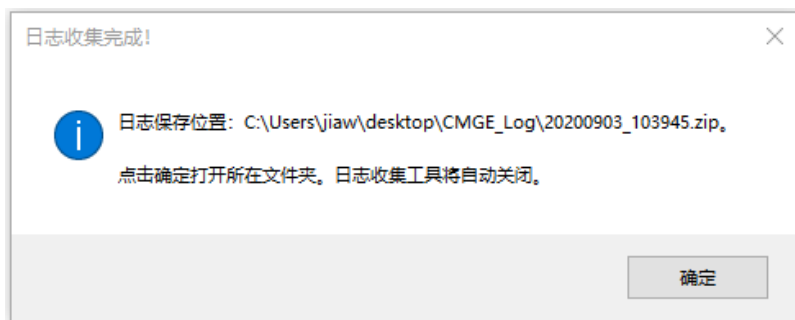 日志收集完成!
日志保存位置：C:\Users\jiaw\desktop\CMGE_Log\20200903_103945.zip。
点击确定打开所在文件夹。日志收集工具将自动关闭。
确定